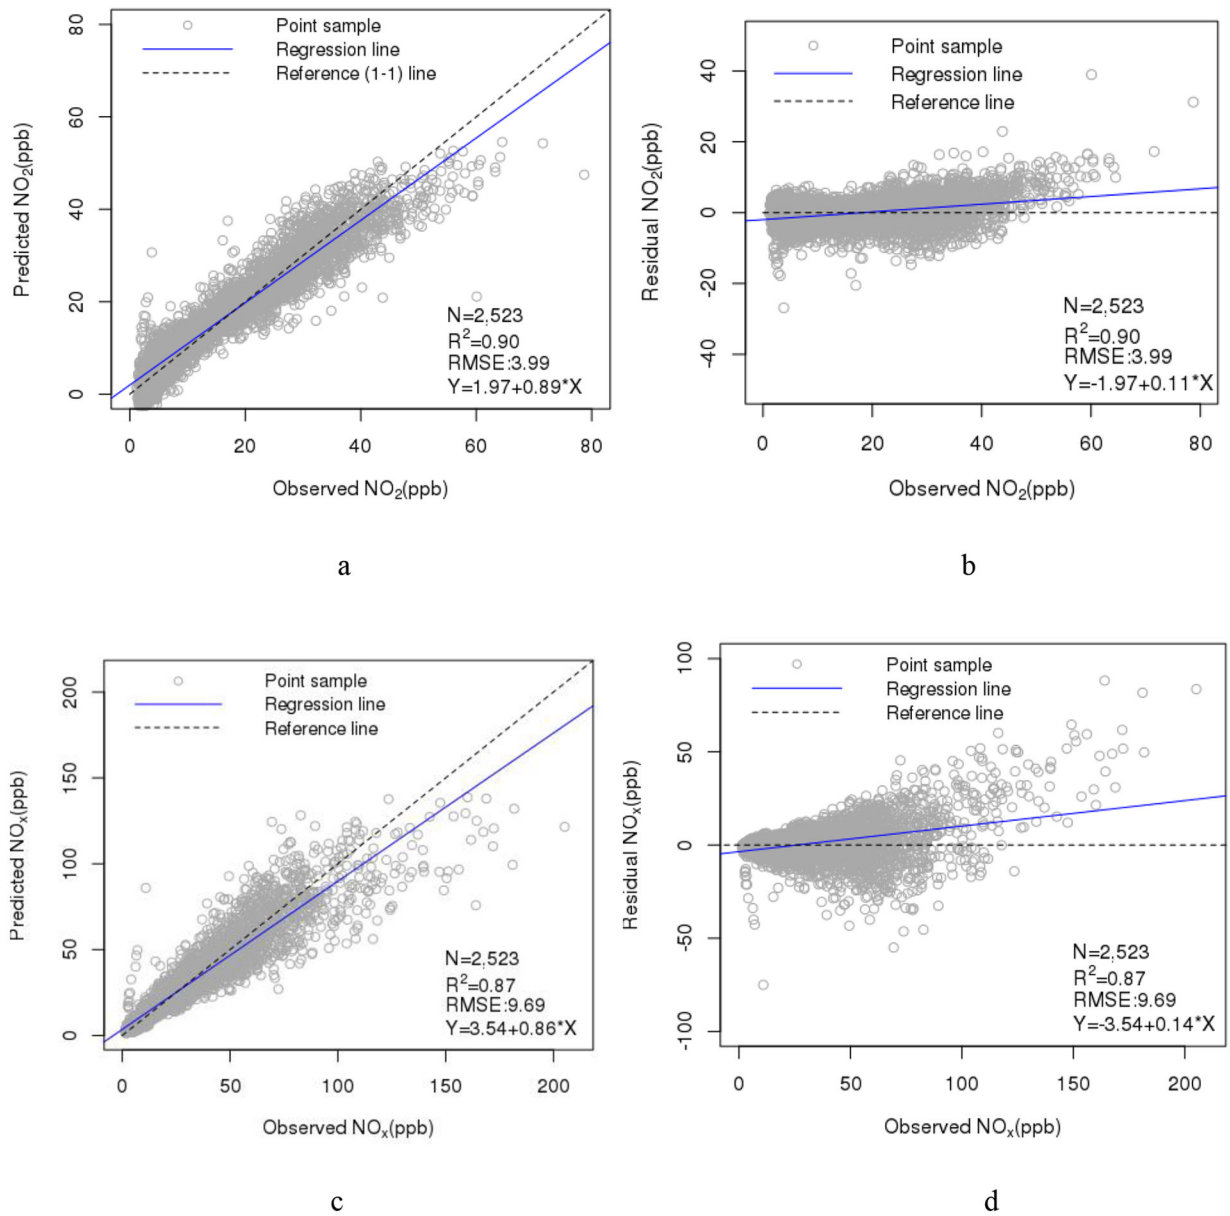 Point sample
Regression line
Reference (1-1) line
80
60
40
20
0
Predicted NO₂(ppb)
N=2,523
R²=0.90
RMSE:3.99
Y=1.97+0.89*X
0 20 40 60 80
Observed NO₂(ppb)
a
Point sample
Regression line
Reference line
40
20
0
-20
-40
Residual NO₂(ppb)
N=2,523
R²=0.90
RMSE:3.99
Y=-1.97+0.11*X
0 20 40 60 80
Observed NO₂(ppb)
b
Point sample
Regression line
Reference line
200
150
100
50
0
Predicted NOₓ(ppb)
N=2,523
R²=0.87
RMSE:9.69
Y=3.54+0.86*X
0 50 100 150 200
Observed NOₓ(ppb)
c
Point sample
Regression line
Reference line
100
50
0
-50
-100
Residual NOₓ(ppb)
N=2,523
R²=0.87
RMSE:9.69
Y=-3.54+0.14*X
0 50 100 150 200
Observed NOₓ(ppb)
d